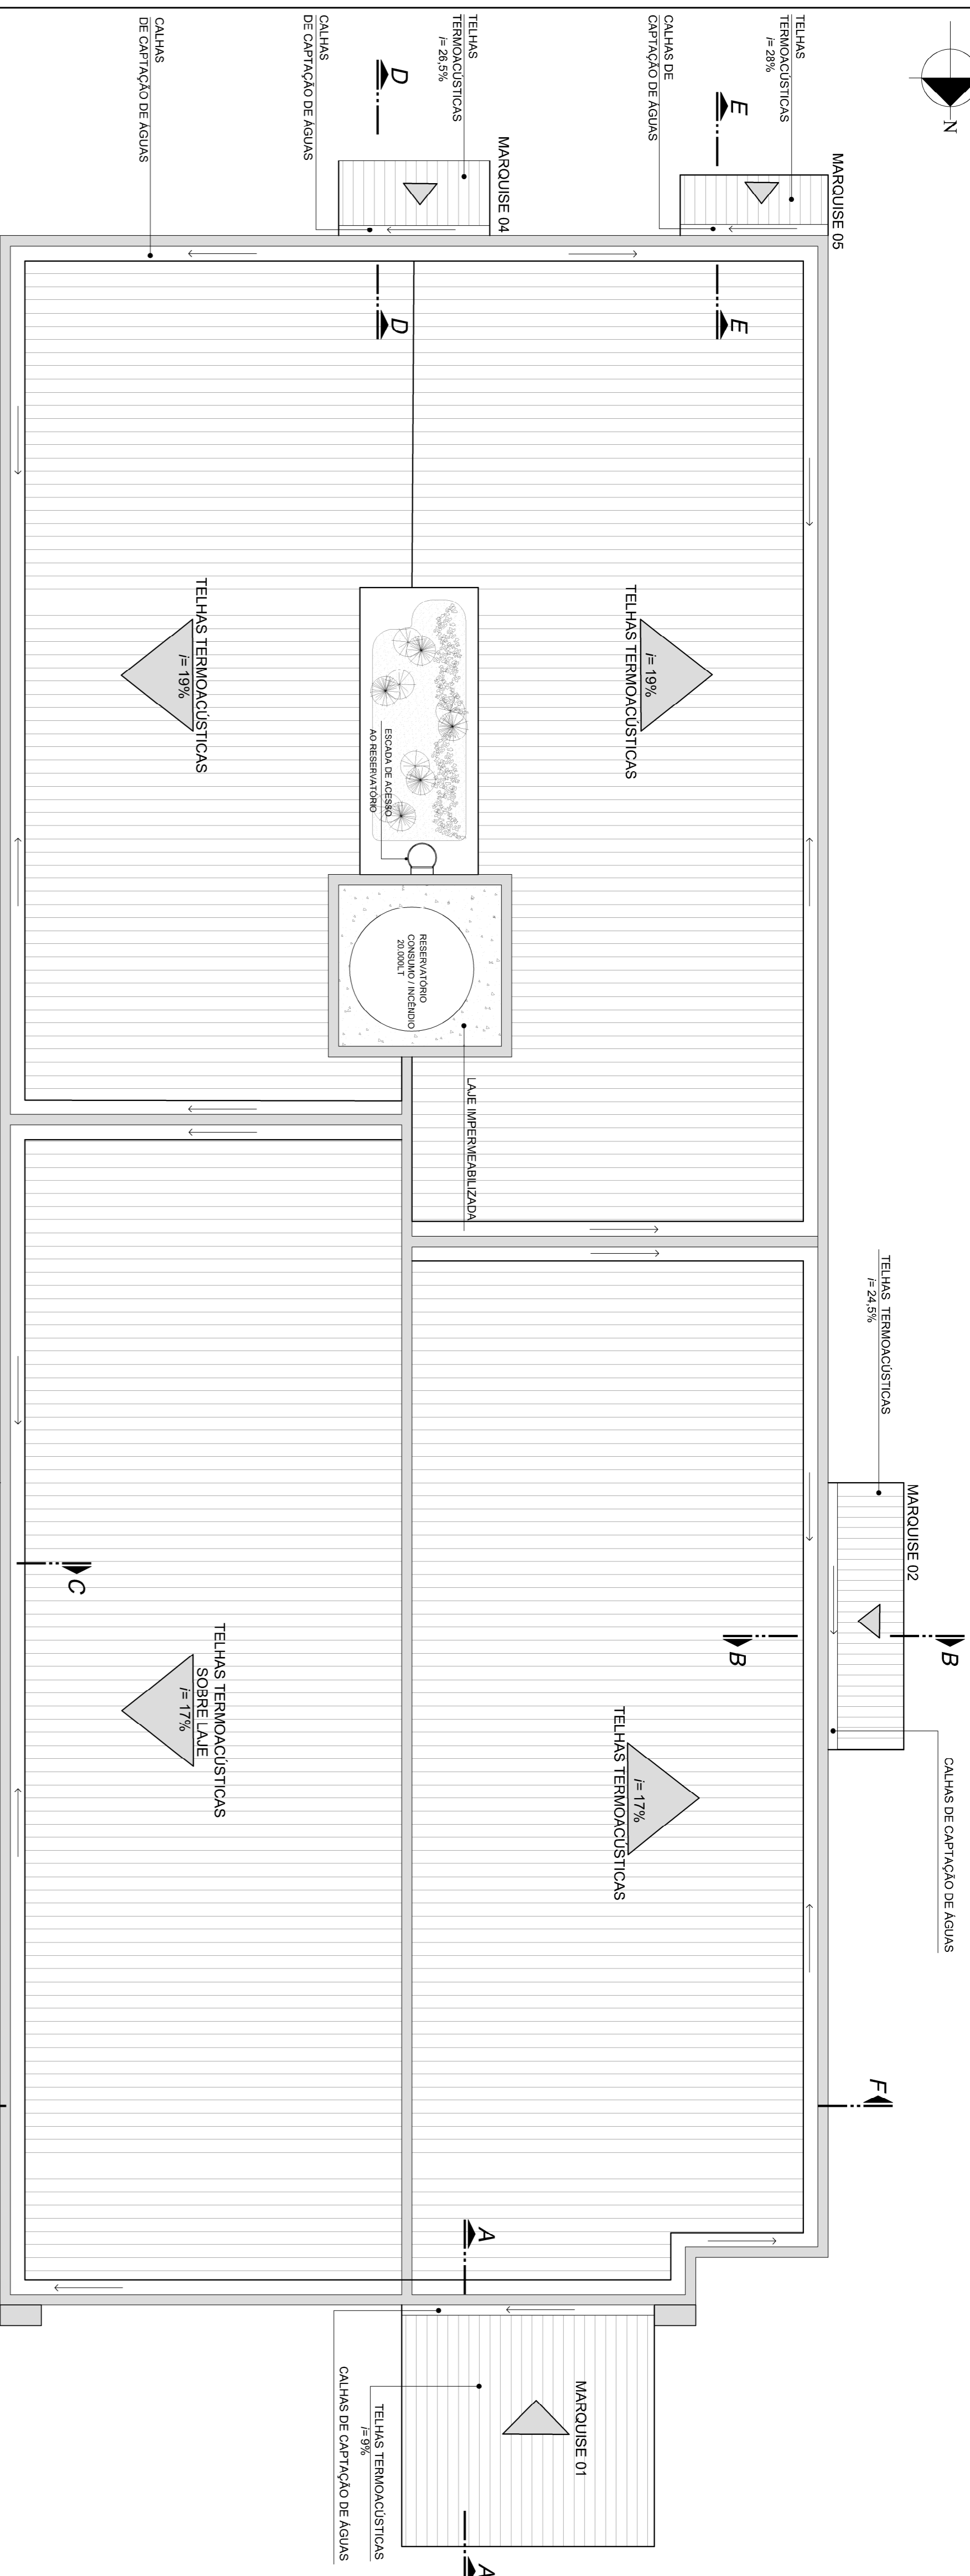 N
TELHAS
TERMOACÚSTICAS
i= 28%
CALHAS DE
CAPTAÇÃO DE ÁGUAS
TELHAS
TERMOACÚSTICAS
i= 26,5%
CALHAS
DE CAPTAÇÃO DE ÁGUAS
CALHAS
DE CAPTAÇÃO DE ÁGUAS
E
D
MARQUISE 05
MARQUISE 04
E
D
TELHAS TERMOACÚSTICAS
i= 19%
TELHAS TERMOACÚSTICAS
i= 19%
ESCADA DE ACESSO
AO RESERVATÓRIO
RESERVATÓRIO
CONSUMO / INCÊNDIO
20.000LT
LAJE IMPERMEABILIZADA
TELHAS TERMOACÚSTICAS
i= 24,5%
MARQUISE 02
B
B
C
CALHAS DE CAPTAÇÃO DE ÁGUAS
TELHAS TERMOACÚSTICAS
SOBRE LAJE
i= 17%
TELHAS TERMOACÚSTICAS
i= 17%
F
A
MARQUISE 01
TELHAS TERMOACÚSTICAS
i= 9%
CALHAS DE CAPTAÇÃO DE ÁGUAS
A